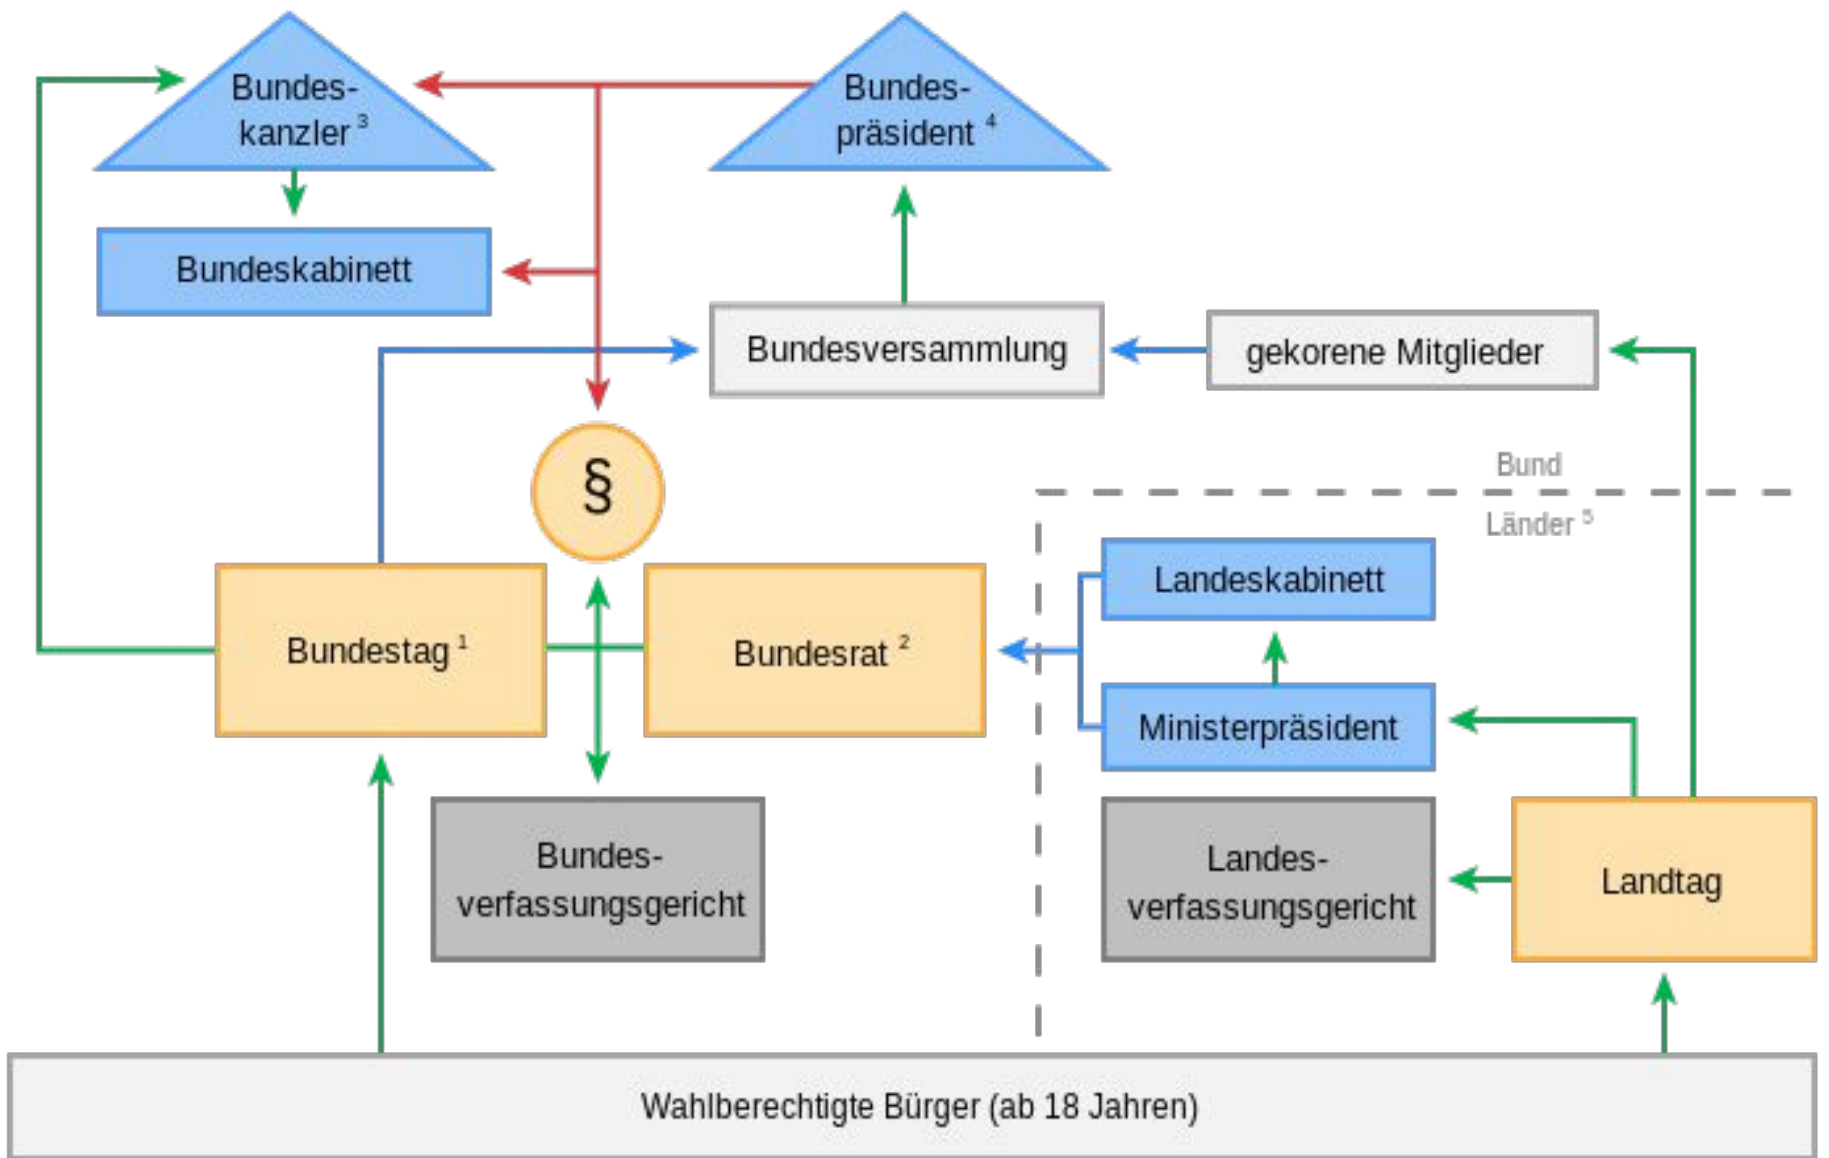 Bundes-
kanzler 3
Bundes-
präsident 4
Bundeskabinett
Bundesversammlung
gekorene Mitglieder
§
Bund
Länder 5
Bundestag 1
Bundesrat 2
Landeskabinett
Ministerpräsident
Bundes-
verfassungsgericht
Landes-
verfassungsgericht
Landtag
Wahlberechtigte Bürger (ab 18 Jahren)